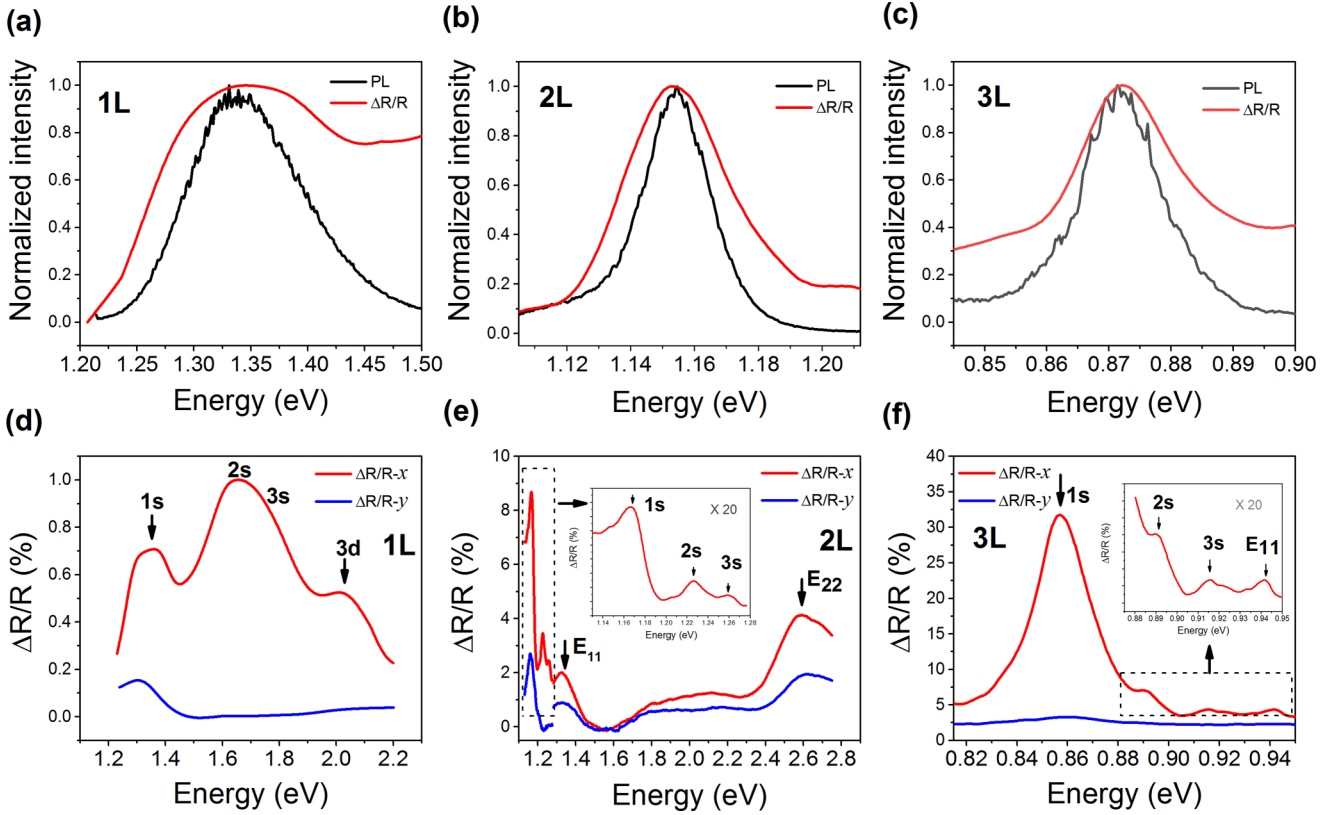 (a)
Normalized intensity
1.0
0.8
0.6
0.4
0.2
0.0
1L
PL
ΔR/R
1.20 1.25 1.30 1.35 1.40 1.45 1.50
Energy (eV)
(b)
Normalized intensity
1.0
0.8
0.6
0.4
0.2
0.0
2L
PL
ΔR/R
1.12 1.14 1.16 1.18 1.20
Energy (eV)
(c)
Normalized intensity
1.0
0.8
0.6
0.4
0.2
0.0
3L
PL
ΔR/R
0.85 0.86 0.87 0.88 0.89 0.90
Energy (eV)
(d)
ΔR/R (%)
1.0
0.8
0.6
0.4
0.2
0.0
1s
2s
3s
3d
1L
ΔR/R-x
ΔR/R-y
1.2 1.4 1.6 1.8 2.0 2.2
Energy (eV)
(e)
ΔR/R (%)
10
8
6
4
2
0
ΔR/R-x
ΔR/R-y
2L
E₁₁
E₂₂
ΔR/R (%)
1s
2s
3s
X 20
1.14 1.16 1.18 1.20 1.22 1.24 1.26 1.28
Energy (eV)
1.2 1.4 1.6 1.8 2.0 2.2 2.4 2.6 2.8
Energy (eV)
(f)
ΔR/R (%)
40
35
30
25
20
15
10
5
0
ΔR/R-x
ΔR/R-y
1s
3L
ΔR/R (%)
2s
3s
E11
X 20
0.88 0.89 0.90 0.91 0.92 0.93 0.94 0.95
Energy (eV)
0.82 0.84 0.86 0.88 0.90 0.92 0.94
Energy (eV)